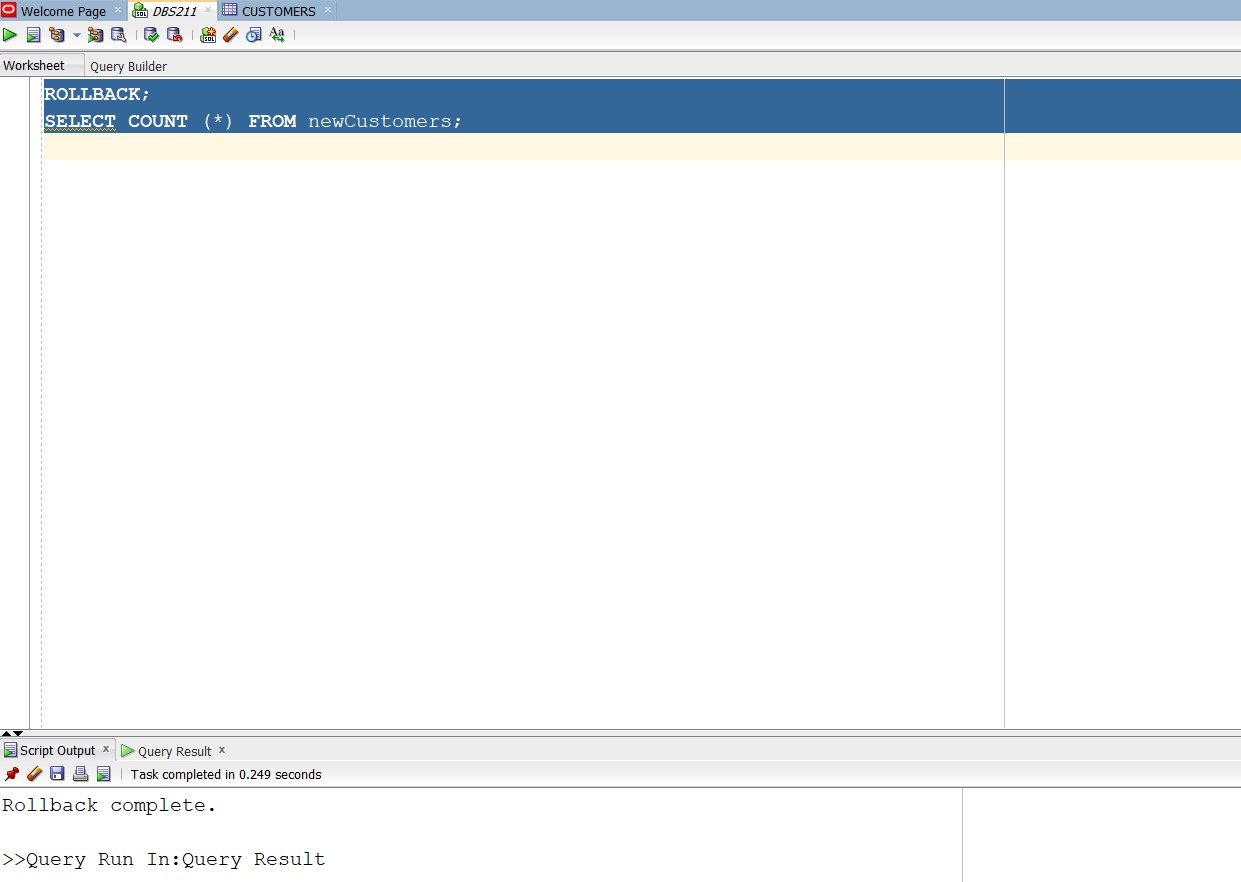 Welcome Page
DBS211
CUSTOMERS
Worksheet
Query Builder
ROLLBACK;
SELECT COUNT (*) FROM newCustomers;
Script Output
Query Result
Task completed in 0.249 seconds
Rollback complete.
>>Query Run In:Query Result